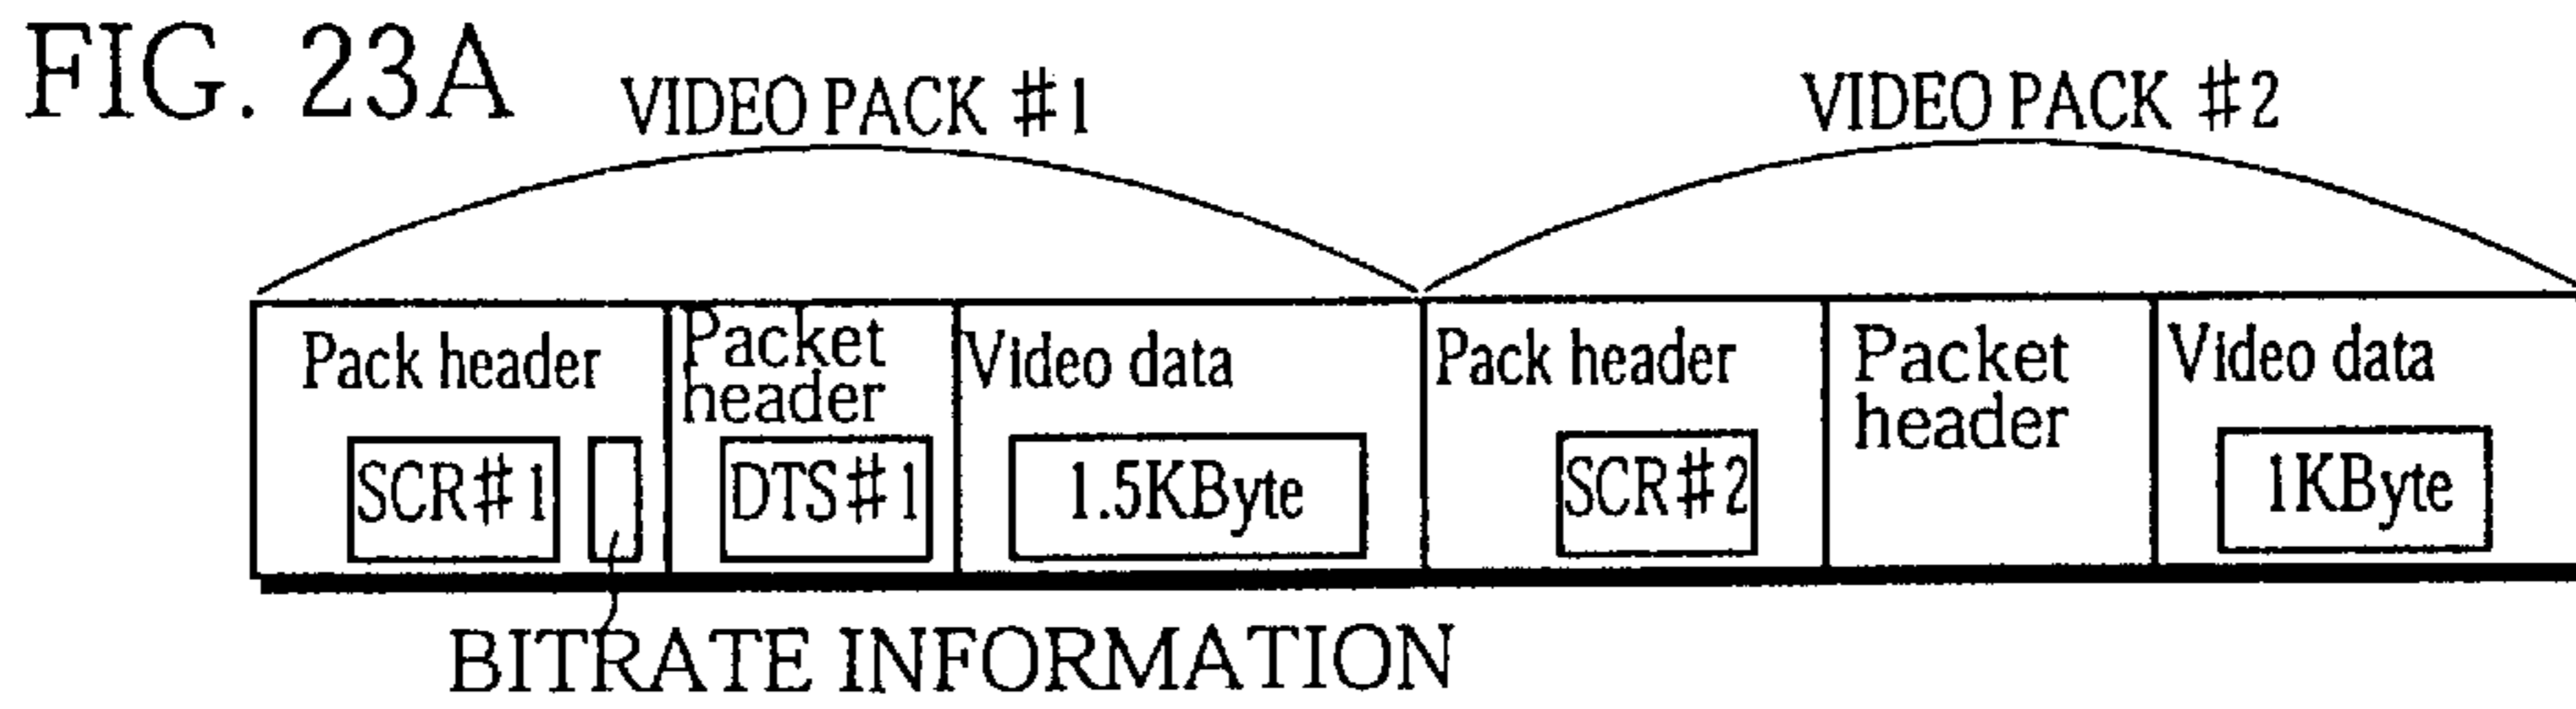 FIG. 23A
VIDEO PACK #1
VIDEO PACK #2
Pack header
Packet
header
Video data
Pack header
Packet
header
Video data
SCR#1
DTS#1
1.5KByte
SCR#2
1KByte
BITRATE INFORMATION